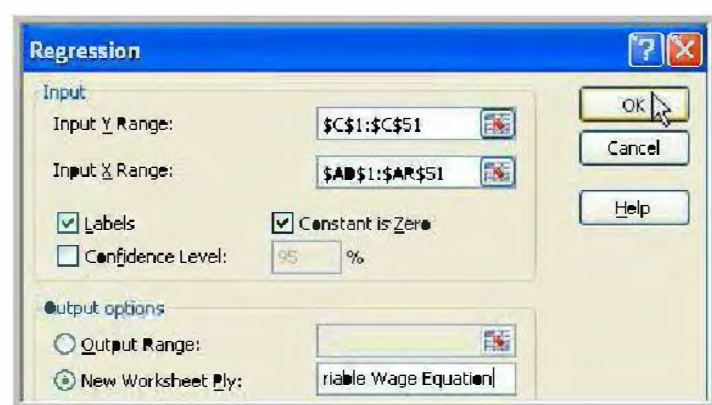 Regression
Input
Input Y Range: $C$1:$C$51
OK
Input X Range: $AD$1:$AR$51
Cancel
Labels Constant is Zero
Help
Confidence Level: 95 %
Output options
Output Range:
New Worksheet Ply: riable Wage Equation